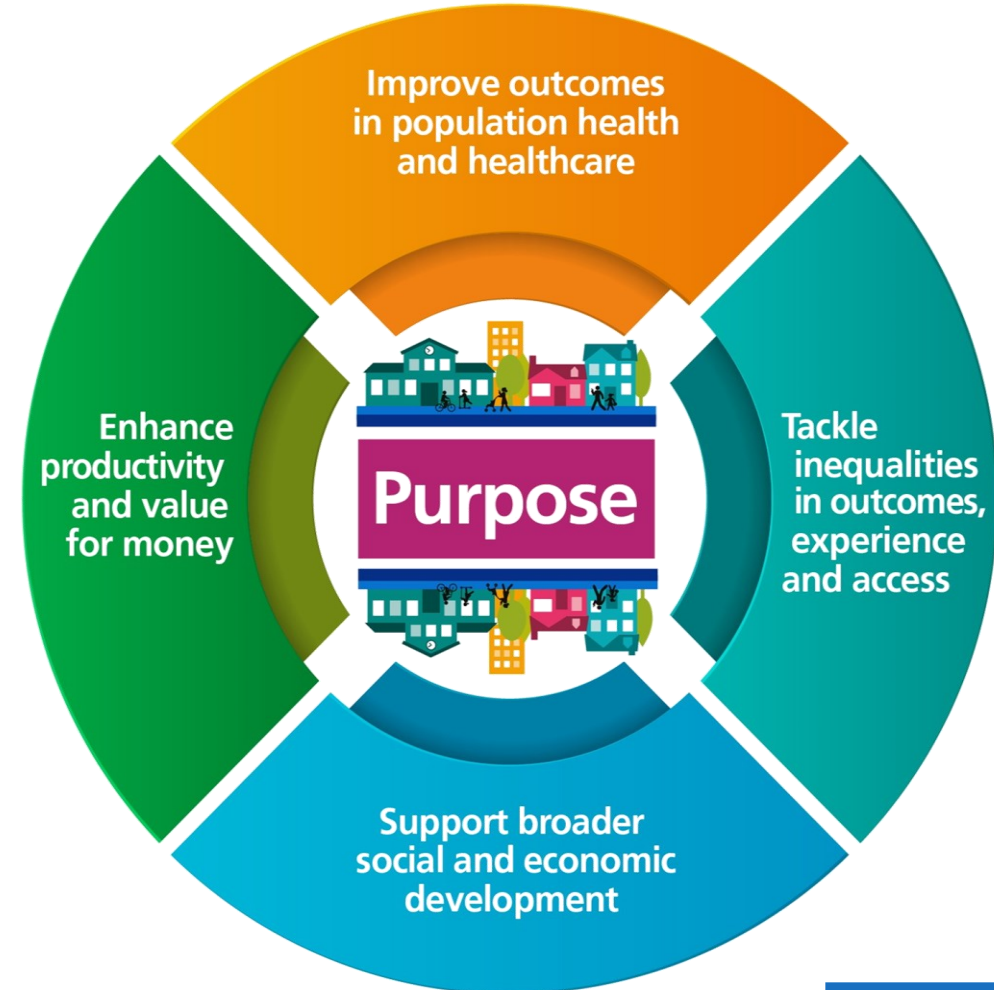 Improve outcomes
in population health
and healthcare
Enhance
productivity
and value
for money
Purpose
Tackle
inequalities
in outcomes,
experience
and access
Support broader
social and economic
development